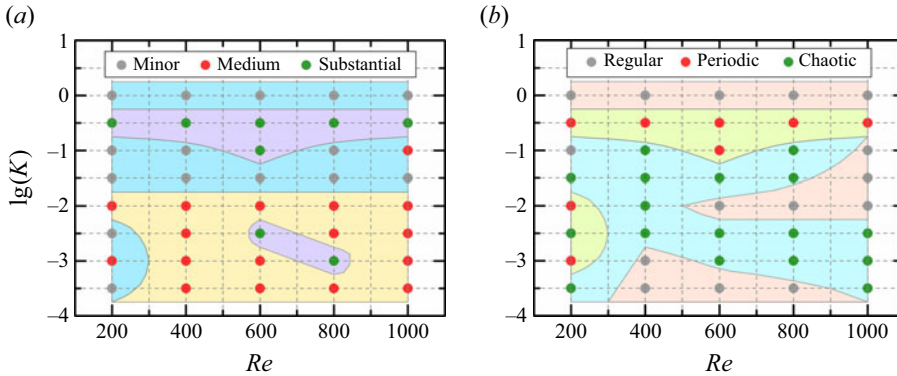 (a)
(b)
1
0
−1
−2
−3
−4
lg(K)
Minor Medium Substantial
200 400 600 800 1000
Re
1
0
−1
−2
−3
−4
Regular Periodic Chaotic
200 400 600 800 1000
Re